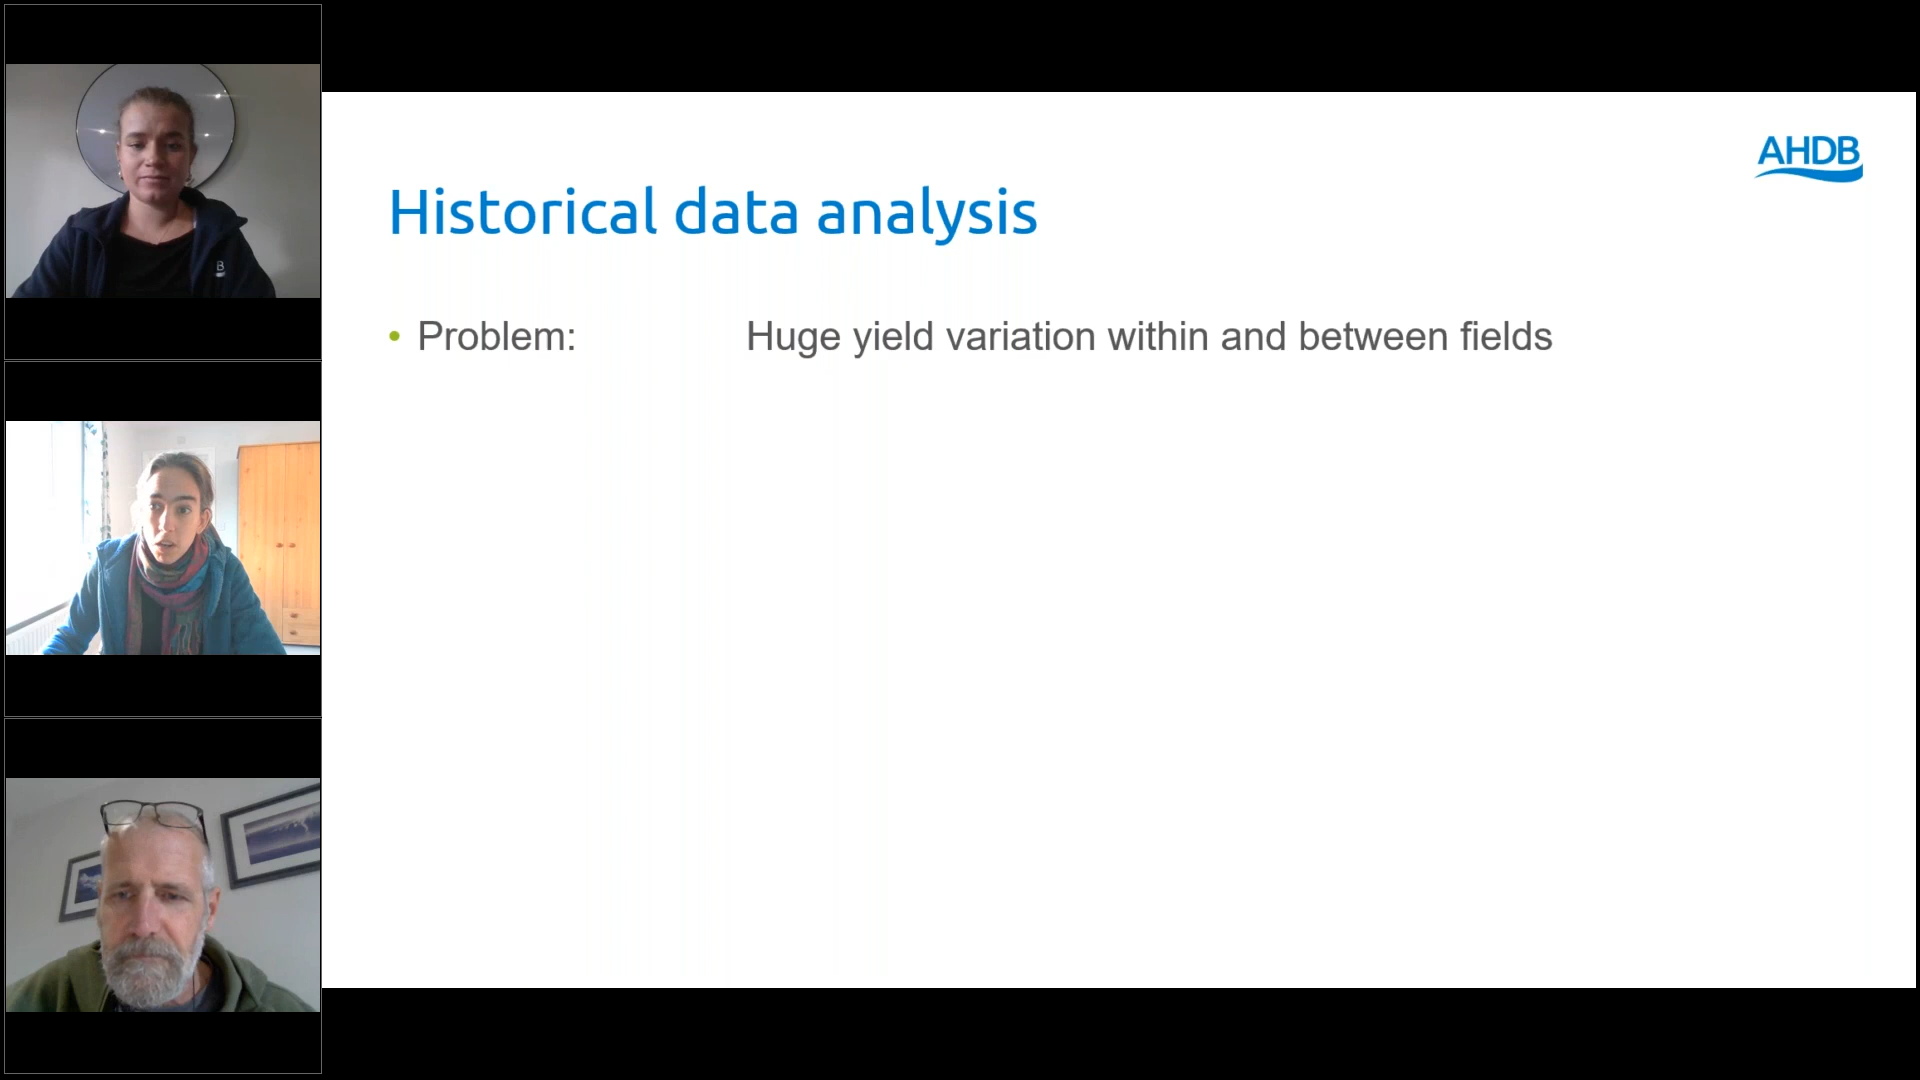 AHDB
Historical data analysis
• Problem: Huge yield variation within and between fields
B